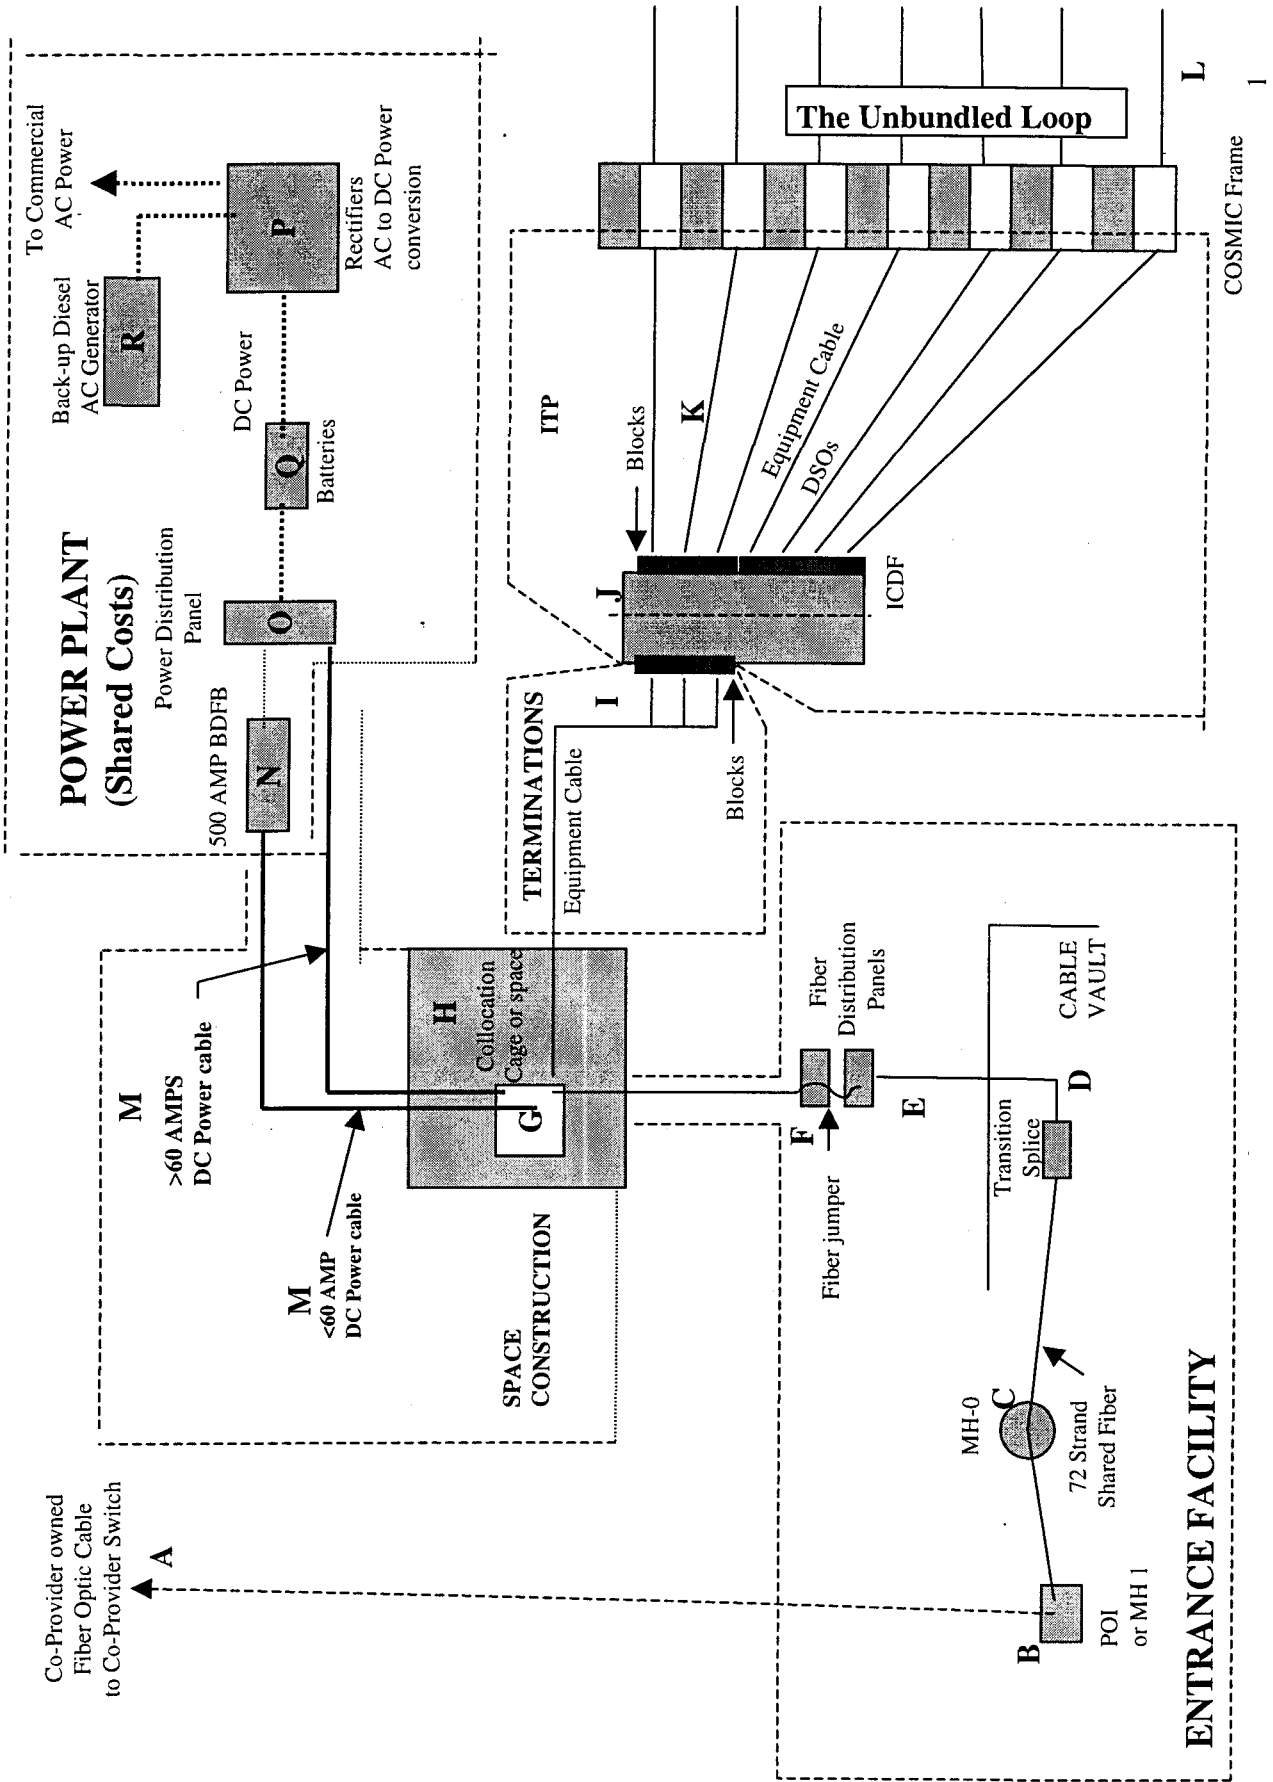 Co-Provider owned
Fiber Optic Cable
to Co-Provider Switch
A
M
>60 AMPS
DC Power cable
M
<60 AMP
DC Power cable
SPACE
CONSTRUCTION
H
Collocation
Cage or space
G
POWER PLANT
(Shared Costs)
500 AMP BDFB
N
Power Distribution
Panel
O
Q
Batteries
DC Power
Back-up Diesel
AC Generator
R
To Commercial
AC Power
P
Rectifiers
AC to DC Power
conversion
TERMINATIONS
Equipment Cable
I
Blocks
J
ICDF
Blocks
ITP
K
Equipment Cable
DSOs
The Unbundled Loop
L
COSMIC Frame
1
B
POI
or MH 1
MH-0
C
72 Strand
Shared Fiber
Transition
Splice
D
E
CABLE
VAULT
F
Fiber jumper
Fiber
Distribution
Panels
ENTRANCE FACILITY